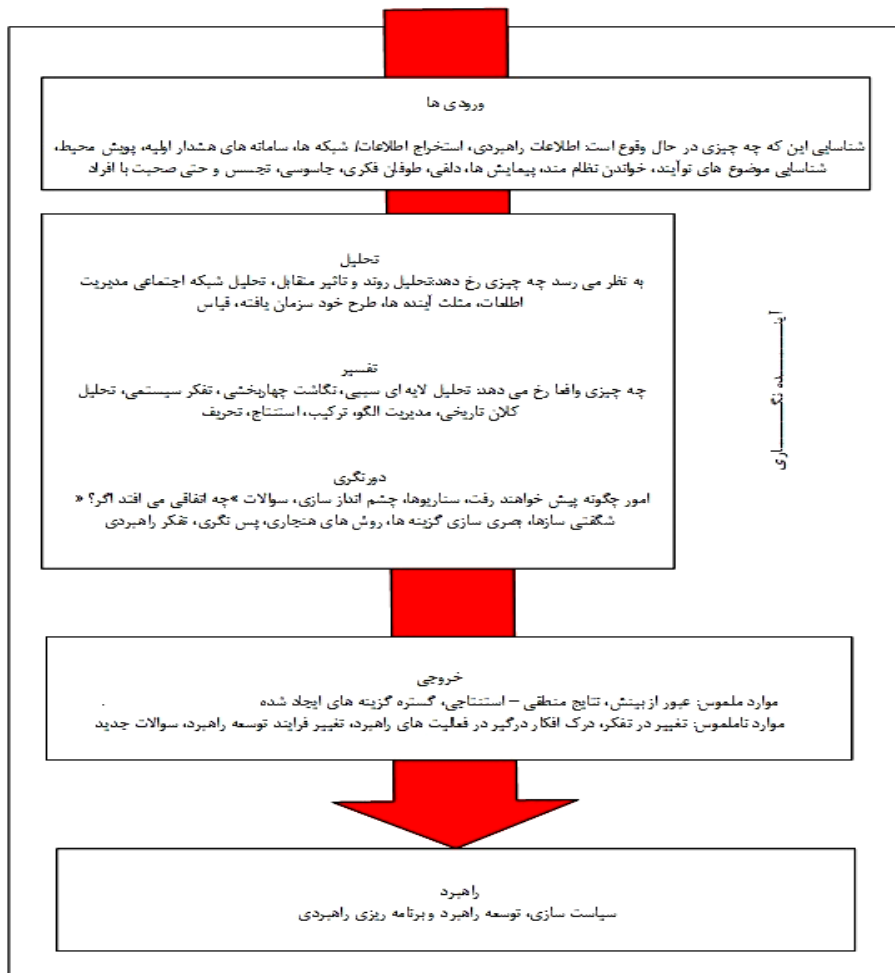 ورودی ها
شناسایی این که چه چیزی در حال وقوع است: اطلاعات راهبردی، استخراج اطلاعات/ شبکه ها، سامانه های هشدار اولیه، پویش محیط،
شناسایی موضوع های نوآیند، خواندن نظام مند، پیمایش ها، دلفی، طوفان فکری، جاسوسی، تجسس و حتی صحبت با افراد
تحلیل
به نظر می رسد چه چیزی رخ دهد:تحلیل روند و تاثیر متقابل، تحلیل شبکه اجتماعی مدیریت
اطلعات، مثلث آینده ها، طرح خود سزمان یافته، قیاس
تفسیر
چه چیزی واقعا رخ می دهد: تحلیل لایه ای سببی، نگاشت چهاربخشی، تفکر سیستمی، تحلیل
کلان تاریخی، مدیریت الگو، ترکیب، استنتاج، تحریف
دورنگری
امور چگونه پیش خواهند رفت، سناریوها، چشم انداز سازی، سوالات »چه اتفاقی می افتد اگر؟ «
شگفتی سازها، بصری سازی گزینه ها، روش های هنجاری، پس نگری، تفکر راهبردی
آینــــــده نگــــــاری
خروجی
موارد ملموس: عبور از بینش، نتایج منطقی – استنتاجی، گستره گزینه های ایجاد شده .
موارد ناملموس: تغییر در تفکر، درک افکار درگیر در فعالیت های راهبرد، تغییر فرایند توسعه راهبرد، سوالات جدید
راهبرد
سیاست سازی، توسعه راهبرد و برنامه ریزی راهبردی